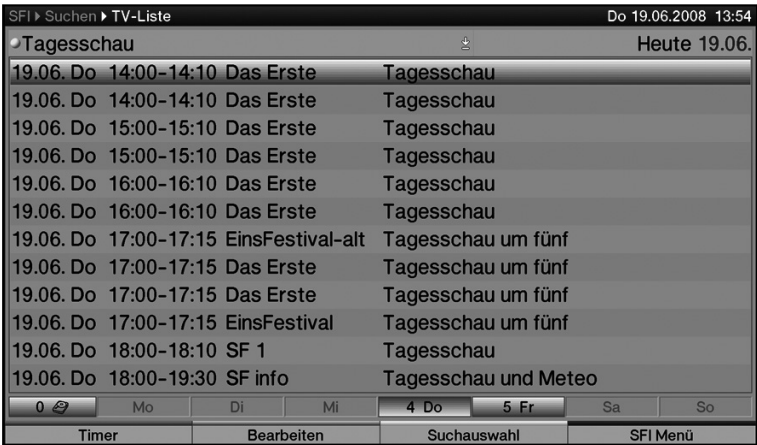 SFI Suchen TV-Liste Do 19.06.2008 13:54
Tagesschau Heute 19.06.
19.06. Do 14:00-14:10 Das Erste Tagesschau
19.06. Do 14:00-14:10 Das Erste Tagesschau
19.06. Do 15:00-15:10 Das Erste Tagesschau
19.06. Do 15:00-15:10 Das Erste Tagesschau
19.06. Do 16:00-16:10 Das Erste Tagesschau
19.06. Do 16:00-16:10 Das Erste Tagesschau
19.06. Do 17:00-17:15 EinsFestival-alt Tagesschau um fünf
19.06. Do 17:00-17:15 Das Erste Tagesschau um fünf
19.06. Do 17:00-17:15 Das Erste Tagesschau um fünf
19.06. Do 17:00-17:15 EinsFestival Tagesschau um fünf
19.06. Do 18:00-18:10 SF 1 Tagesschau
19.06. Do 18:00-19:30 SF info Tagesschau und Meteo
0 Mo Di Mi 4 Do 5 Fr Sa So
Timer Bearbeiten Suchauswahl SFI Menü